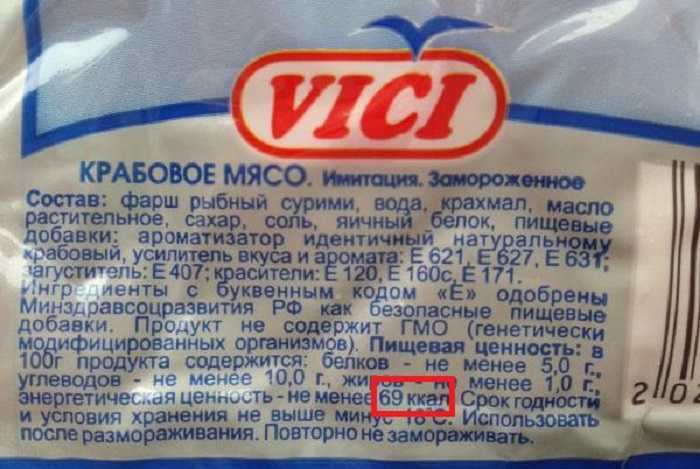 VICI
КРАБОВОЕ МЯСО. Имитация. Замороженное
Состав: фарш рыбный сурими, вода, крахмал, масло
растительное, сахар, соль, яичный белок, пищевые
добавки: ароматизатор идентичный натуральному
крабовый, усилитель вкуса и аромата: Е 621, Е 627, Е 631;
загуститель: Е 407; красители: Е 120, Е 160с, Е 171.
Ингредиенты с буквенным кодом «Е» одобрены
Минздравсоцразвития РФ как безопасные пищевые
добавки. Продукт не содержит ГМО (генетически
модифицированных организмов). Пищевая ценность: в
100г продукта содержится: белков - не менее 5,0 г.,
углеводов - не менее 10,0 г., жиров - не менее 1,0 г.,
энергетическая ценность - не менее 69 ккал. Срок годности
и условия хранения не выше минус 18°С. Использовать
после размораживания. Повторно не замораживать.
2 0